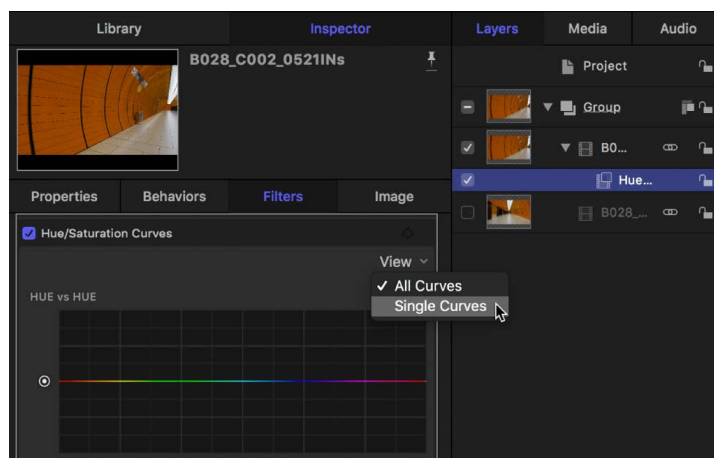 Library
Inspector
Layers
Media
Audio
B028_C002_0521INs
Project
Group
B0...
Hue...
B028_...
Properties
Behaviors
Filters
Image
Hue/Saturation Curves
View
✓ All Curves
Single Curves
HUE vs HUE